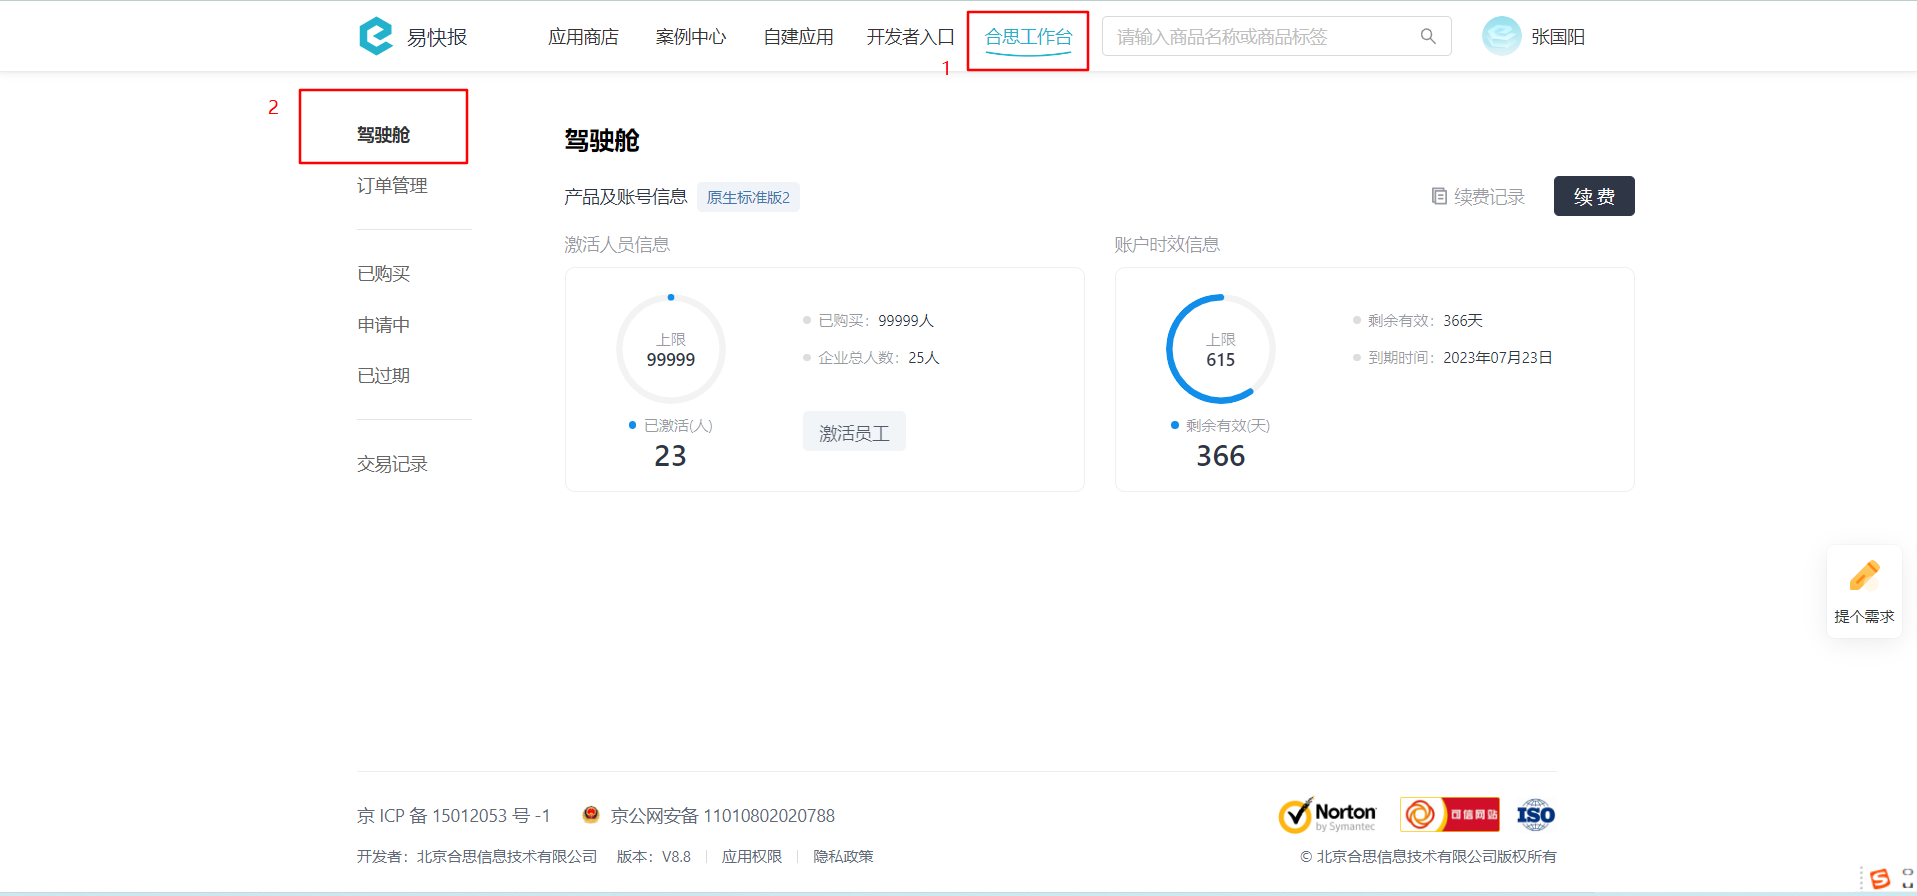 易快报
应用商店
案例中心
自建应用
开发者入口
合思工作台
请输入商品名称或商品标签
张国阳
1
2
驾驶舱
订单管理
已购买
申请中
已过期
交易记录
驾驶舱
产品及账号信息
原生标准版2
续费记录
续费
激活人员信息
上限
99999
已激活(人)
23
已购买：99999人
企业总人数：25人
激活员工
账户时效信息
上限
615
剩余有效(天)
366
剩余有效：366天
到期时间：2023年07月23日
提个需求
京 ICP 备 15012053 号 -1
京公网安备 11010802020788
Norton
by Symantec
可信网站
ISO
开发者：北京合思信息技术有限公司
版本：V8.8
应用权限
隐私政策
© 北京合思信息技术有限公司版权所有